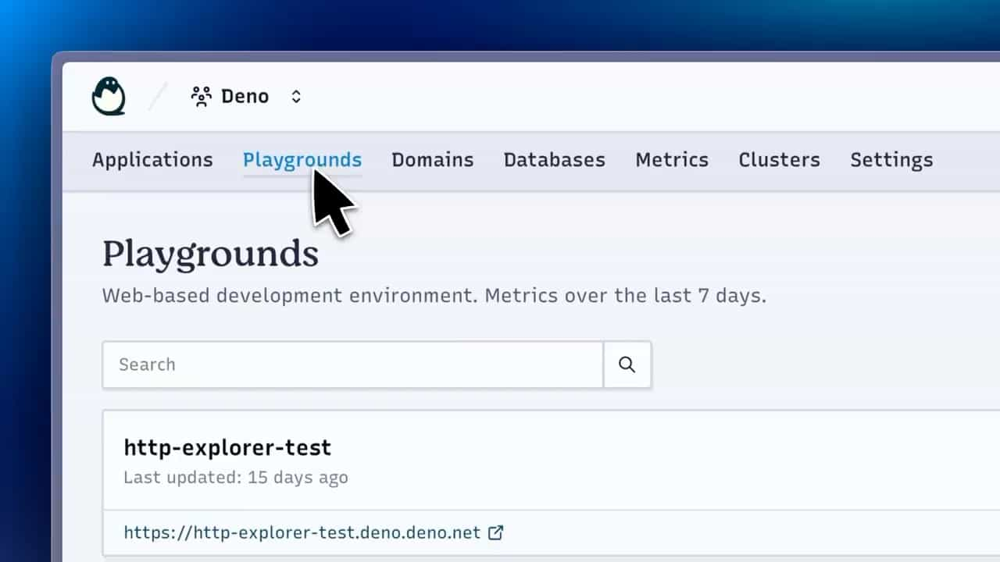 Deno
Applications Playgrounds Domains Databases Metrics Clusters Settings
Playgrounds
Web-based development environment. Metrics over the last 7 days.
Search
http-explorer-test
Last updated: 15 days ago
https://http-explorer-test.deno.deno.net